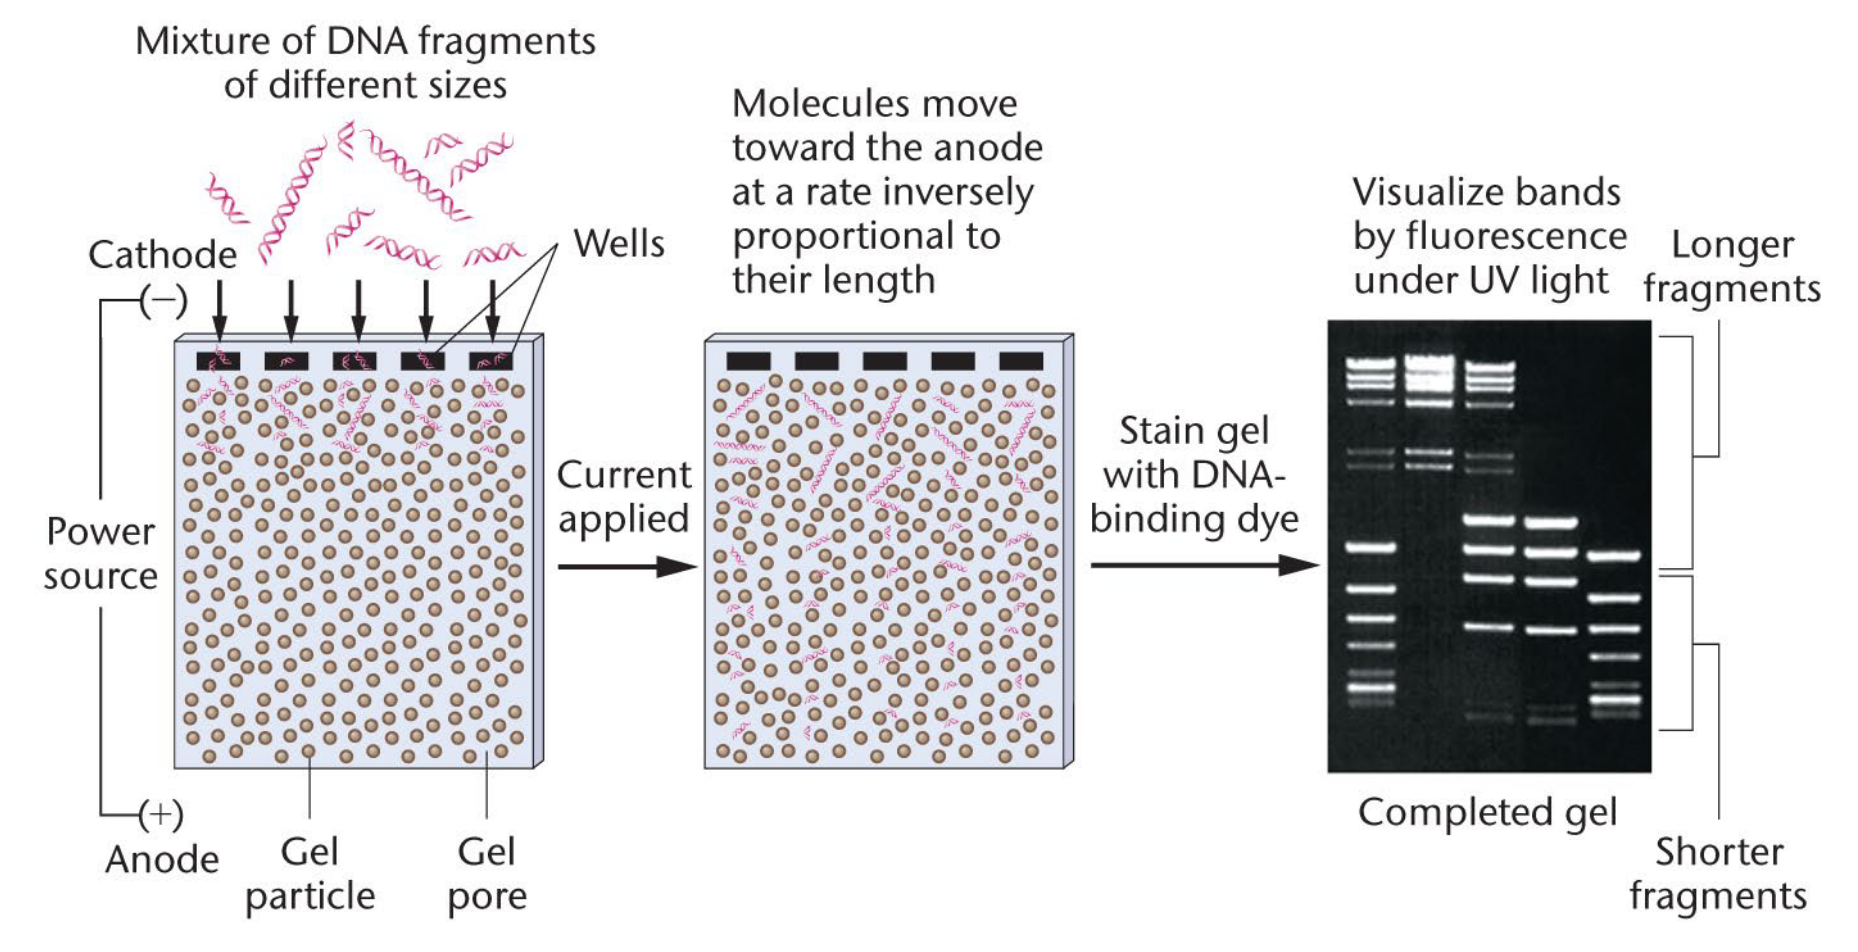 Mixture of DNA fragments
of different sizes
Cathode
(−)
Wells
Power
source
(+)
Anode
Gel
particle
Gel
pore
Current
applied
Molecules move
toward the anode
at a rate inversely
proportional to
their length
Stain gel
with DNA-
binding dye
Visualize bands
by fluorescence
under UV light
Longer
fragments
Completed gel
Shorter
fragments